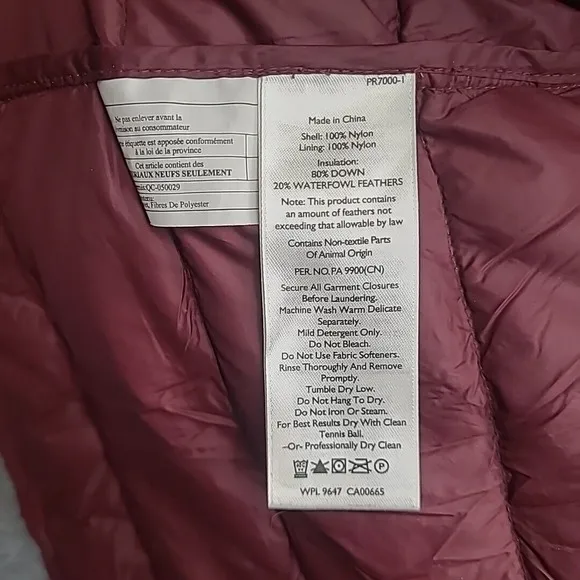 Ne pas enlever avant la
au consommateur
étiquette est apposée conformément
à la loi de la province
Cet article contient des
NEUFS SEULEMENT
QC-050029
Fibres De Polyester
PR7000-1
Made in China
Shell: 100% Nylon
Lining: 100% Nylon
Insulation:
80% DOWN
20% WATERFOWL FEATHERS
Note: This product contains
an amount of feathers not
exceeding that allowable by law
Contains Non-textile Parts
Of Animal Origin
PER. NO. PA 9900(CN)
Secure All Garment Closures
Before Laundering.
Machine Wash Warm Delicate
Separately.
Mild Detergent Only.
Do Not Bleach.
Do Not Use Fabric Softeners.
Rinse Thoroughly And Remove
Promptly.
Tumble Dry Low.
Do Not Hang To Dry.
Do Not Iron Or Steam.
For Best Results Dry With Clean
Tennis Ball.
-Or- Professionally Dry Clean
WPL 9647 CA00665